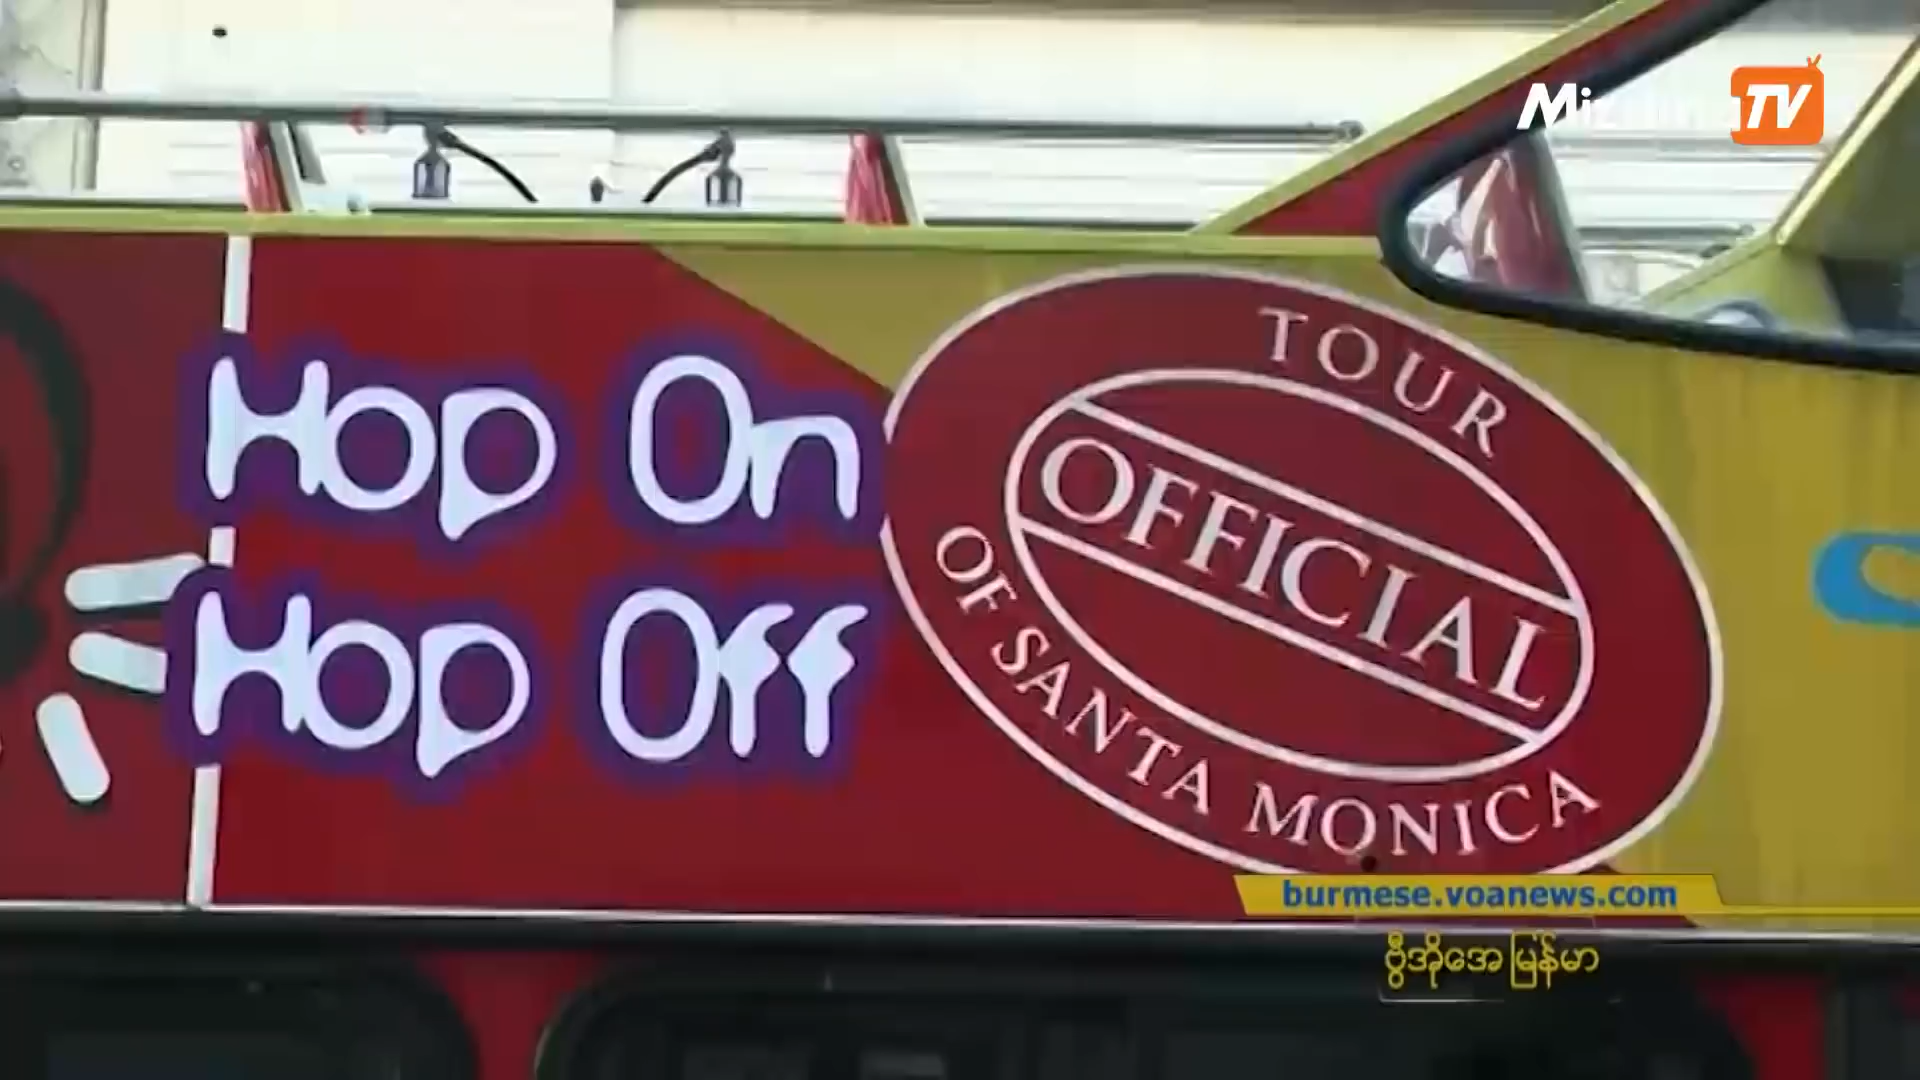 Mizzima TV
Hop On
Hop Off
TOUR
OFFICIAL
OF SANTA MONICA
burmese.voanews.com
ဗွီအိုအေ မြန်မာ